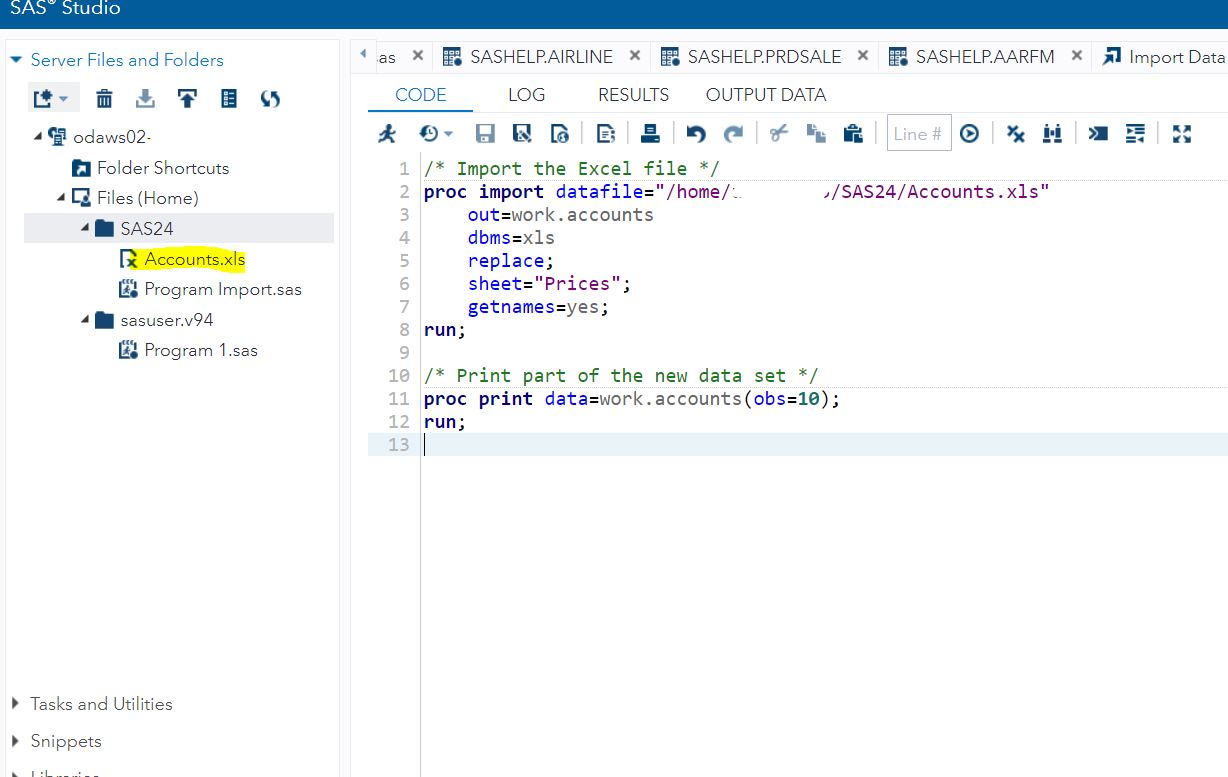 SAS® Studio
Server Files and Folders
odaws02-
Folder Shortcuts
Files (Home)
SAS24
Accounts.xls
Program Import.sas
sasuser.v94
Program 1.sas
Tasks and Utilities
Snippets
Libraries
.as SASHELP.AIRLINE SASHELP.PRDSALE SASHELP.AARFM Import Data
CODE LOG RESULTS OUTPUT DATA
Line #
1 /* Import the Excel file */
2 proc import datafile="/home/ /SAS24/Accounts.xls"
3 out=work.accounts
4 dbms=xls
5 replace;
6 sheet="Prices";
7 getnames=yes;
8 run;
9
10 /* Print part of the new data set */
11 proc print data=work.accounts(obs=10);
12 run;
13